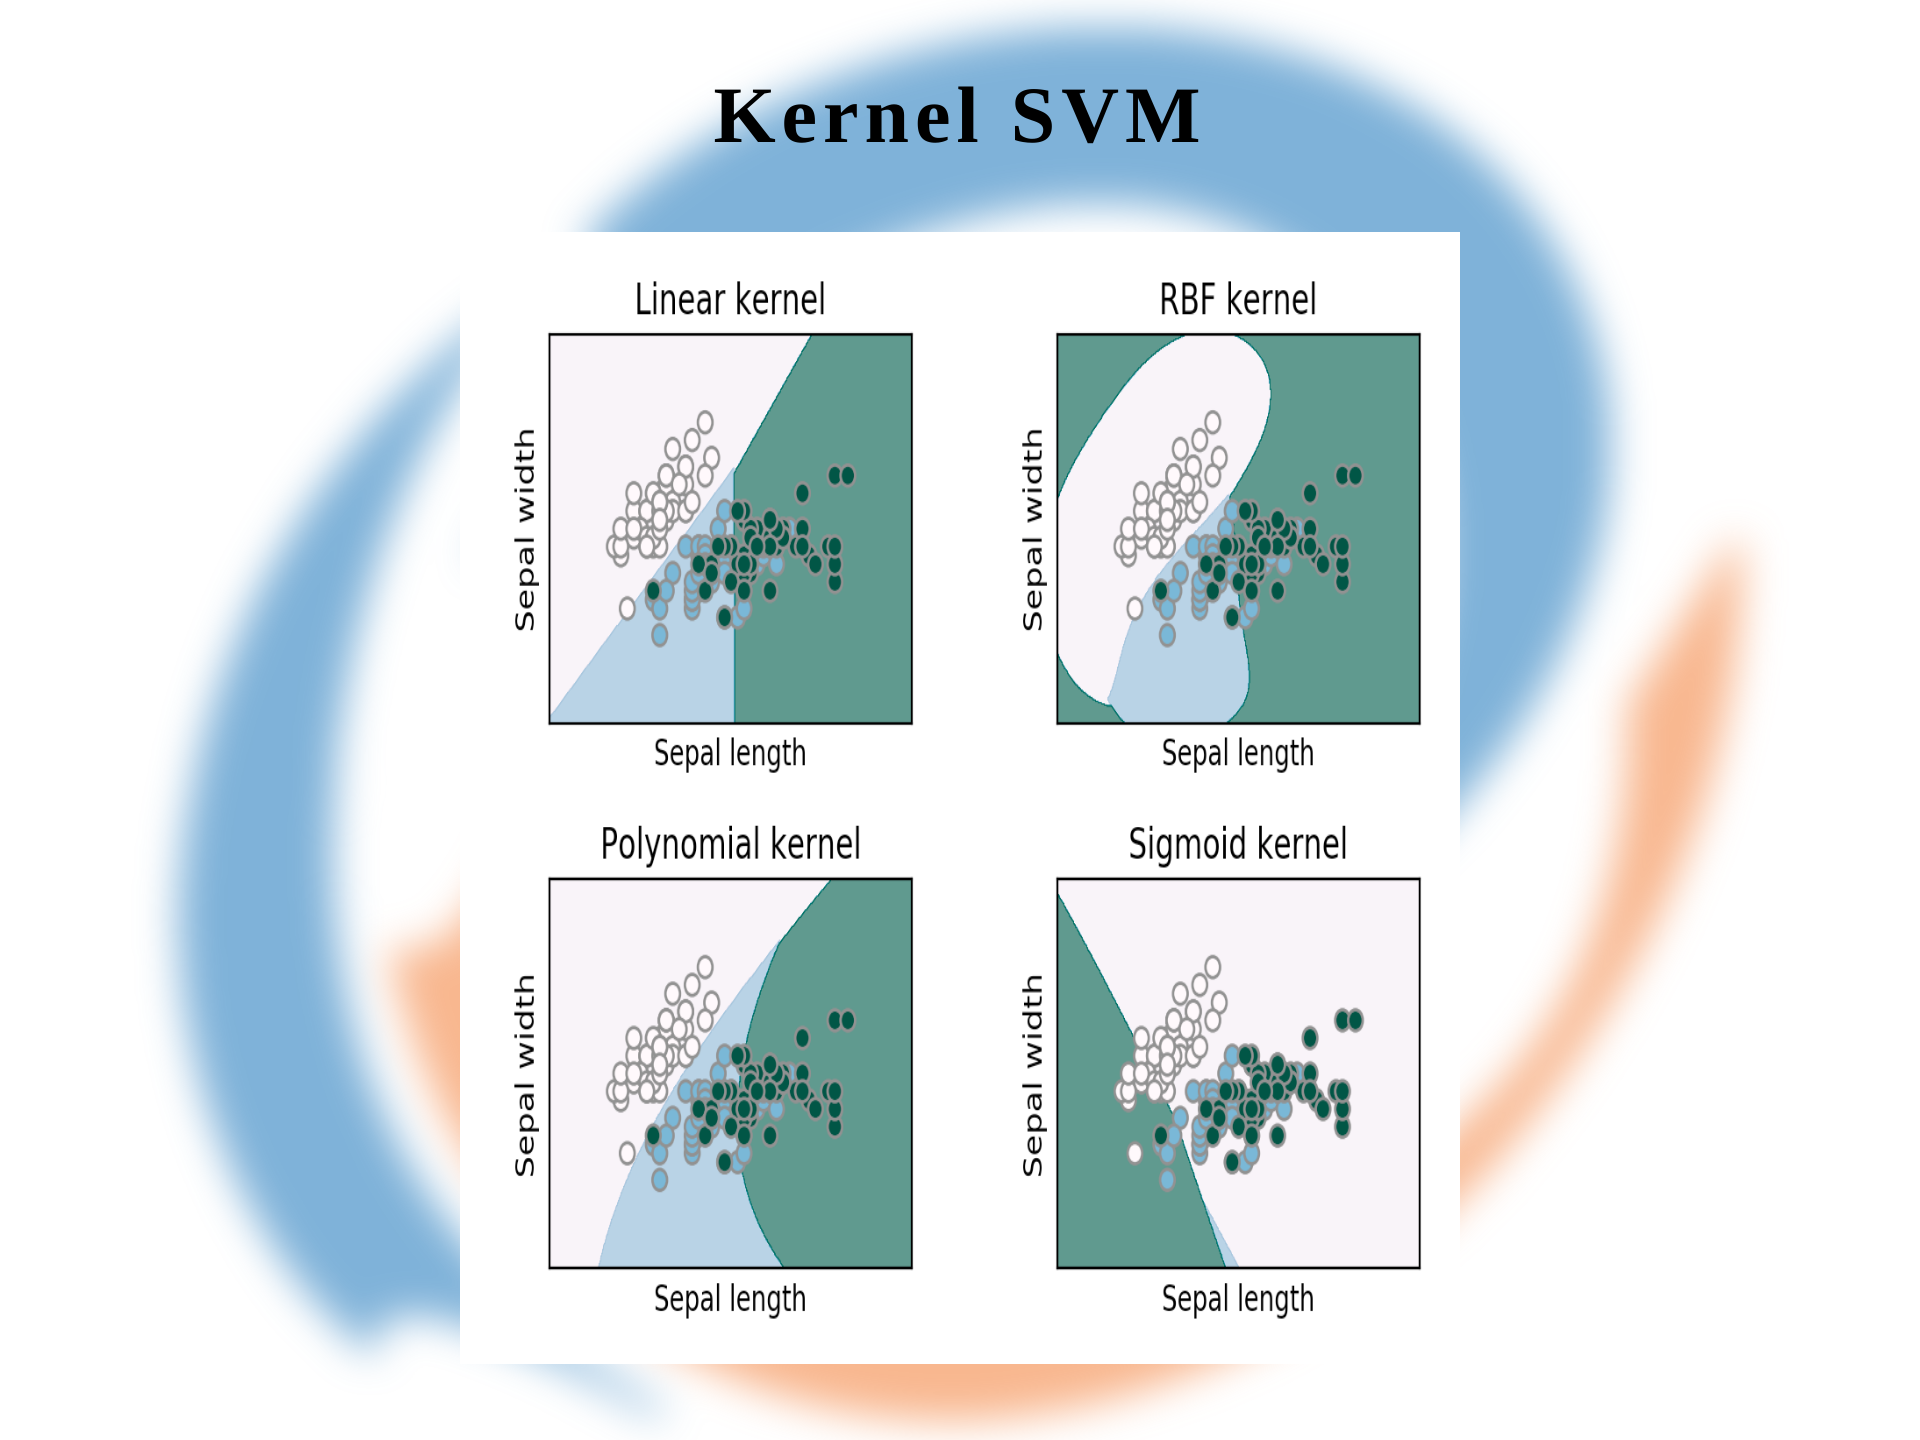 Kernel SVM
Linear kernel
Sepal width
Sepal length
RBF kernel
Sepal width
Sepal length
Polynomial kernel
Sepal width
Sepal length
Sigmoid kernel
Sepal width
Sepal length